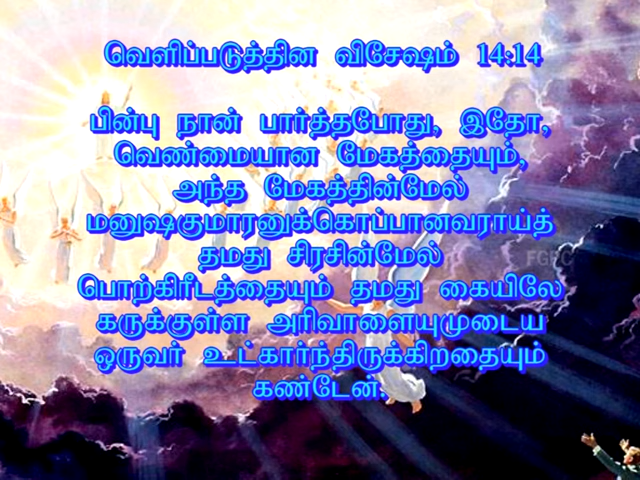 வெளிப்படுத்தின விசேஷம் 14:14
பின்பு நான் பார்த்தபோது, இதோ,
வெண்மையான மேகத்தையும்,
அந்த மேகத்தின்மேல்
மனுஷகுமாரனுக்கொப்பானவராய்த்
தமது சிரசின்மேல்
பொற்கிரீடத்தையும் தமது கையிலே
கருக்குள்ள அரிவாளையுமுடைய
ஒருவர் உட்கார்ந்திருக்கிறதையும்
கண்டேன்.